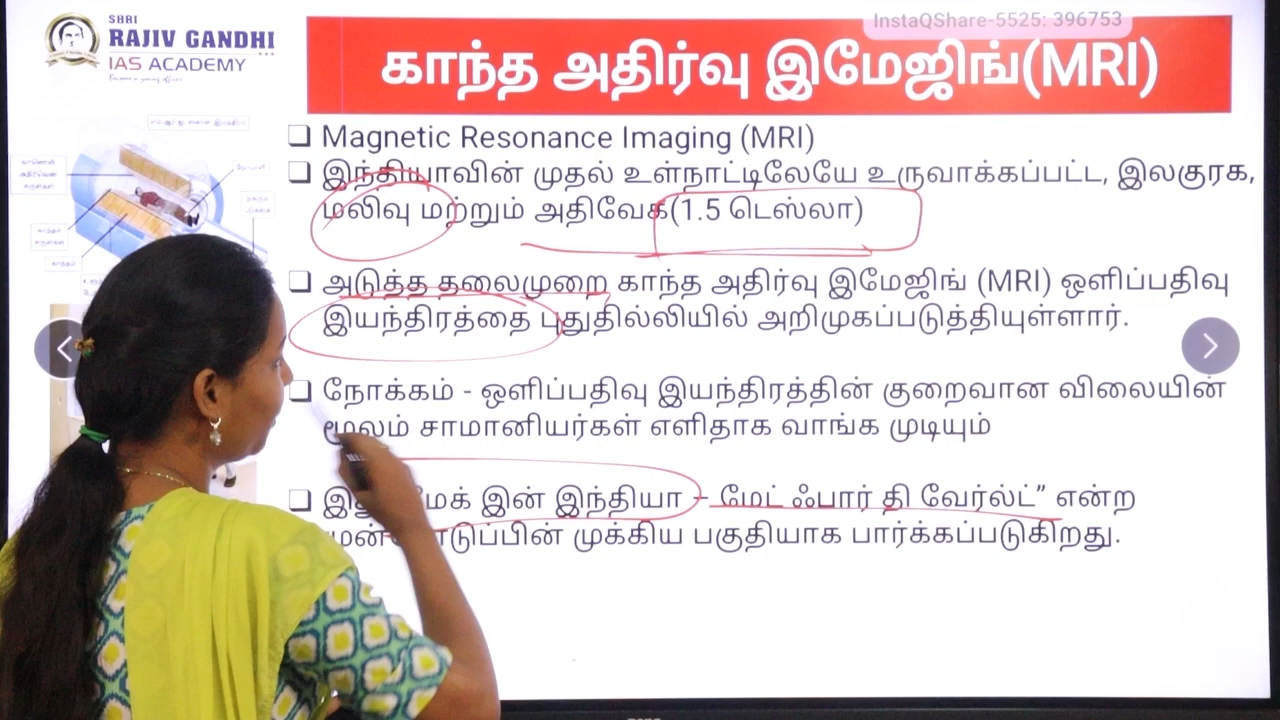 SHRI
RAJIV GANDHI
IAS ACADEMY
InstaQShare-5525: 396753
காந்த அதிர்வு இமேஜிங்(MRI)
❑ Magnetic Resonance Imaging (MRI)
❑ இந்தியாவின் முதல் உள்நாட்டிலேயே உருவாக்கப்பட்ட, இலகுரக,
மலிவு மற்றும் அதிவேக(1.5 டெஸ்லா)
❑ அடுத்த தலைமுறை காந்த அதிர்வு இமேஜிங் (MRI) ஒளிப்பதிவு
இயந்திரத்தை புதுதில்லியில் அறிமுகப்படுத்தியுள்ளார்.
❑ நோக்கம் - ஒளிப்பதிவு இயந்திரத்தின் குறைவான விலையின்
மூலம் சாமானியர்கள் எளிதாக வாங்க முடியும்
❑ இன் இந்தியா – மேட் ஃபார் தி வேர்ல்ட்” என்ற
முக்கிய பகுதியாக பார்க்கப்படுகிறது.